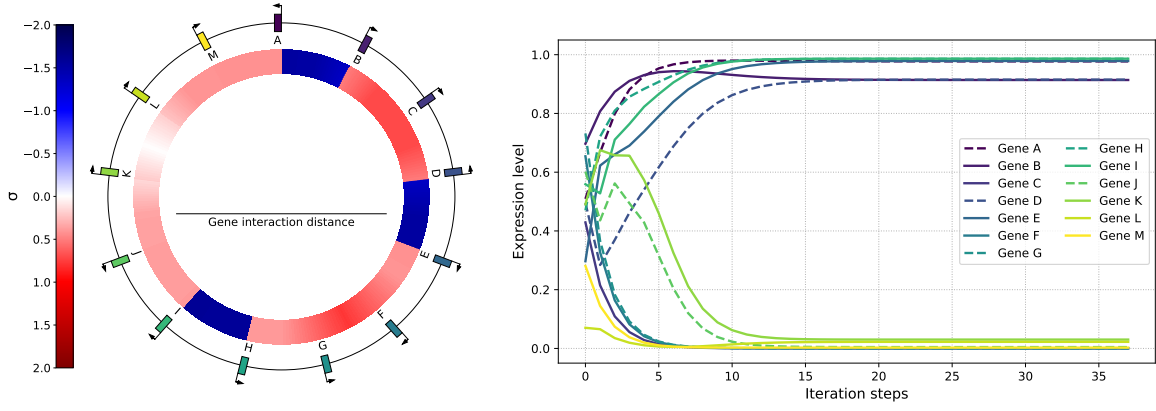 −2.0
−1.5
−1.0
−0.5
0.0
0.5
1.0
1.5
2.0
σ
A
B
C
D
E
F
G
H
I
J
K
L
M
Gene interaction distance
1.0
0.8
0.6
0.4
0.2
0.0
Expression level
0
5
10
15
20
25
30
35
Iteration steps
Gene A
Gene B
Gene C
Gene D
Gene E
Gene F
Gene G
Gene H
Gene I
Gene J
Gene K
Gene L
Gene M